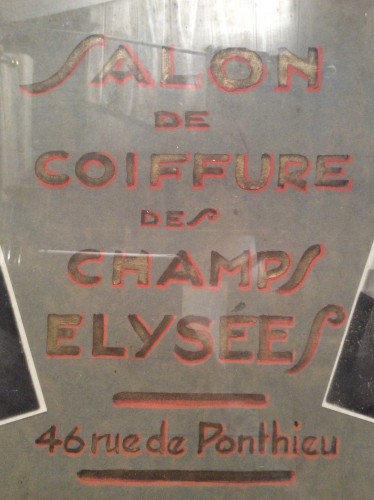 SALON
DE
COIFFURE
DES
CHAMPS
ELYSÉES
46 rue de Ponthieu